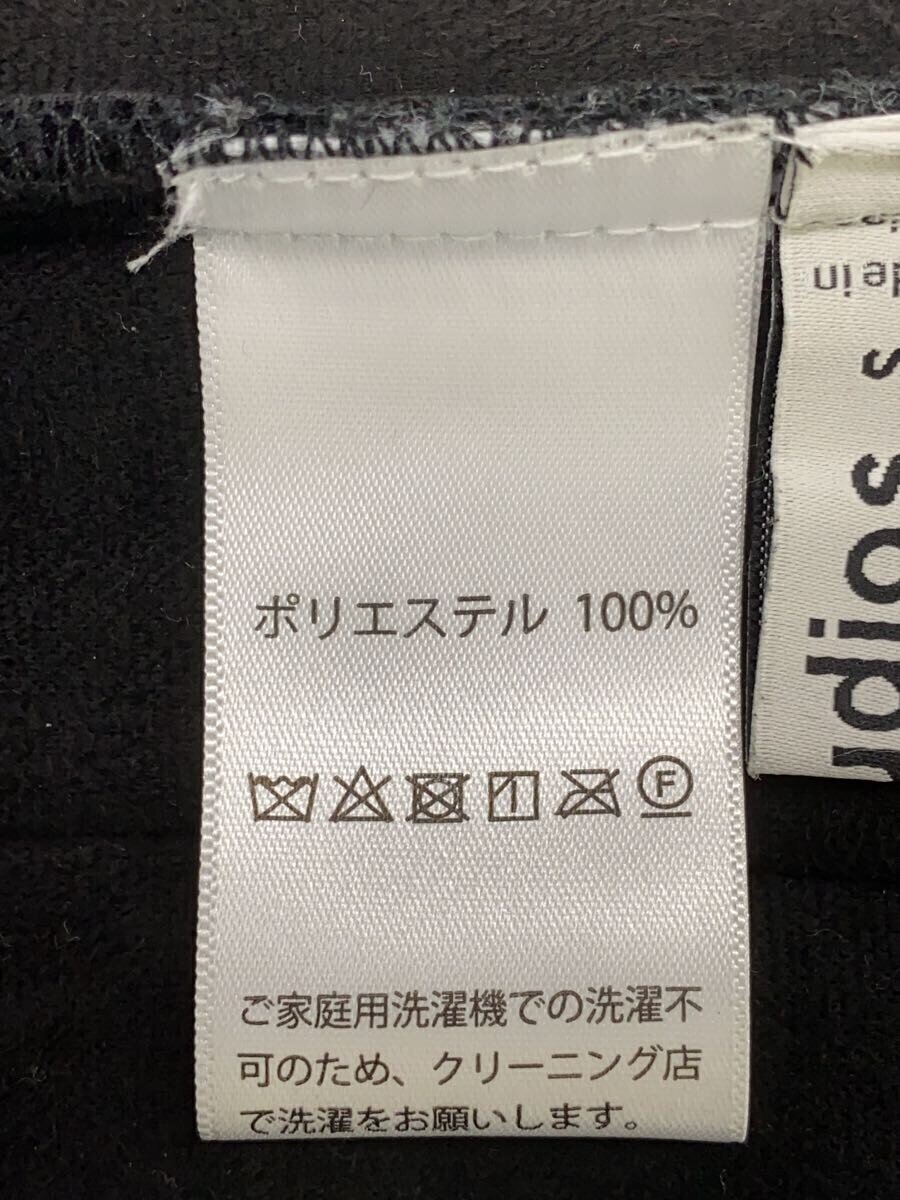 ポリエステル 100%
F
ご家庭用洗濯機での洗濯不
可のため、クリーニング店
で洗濯をお願いします。
de in
s
udios